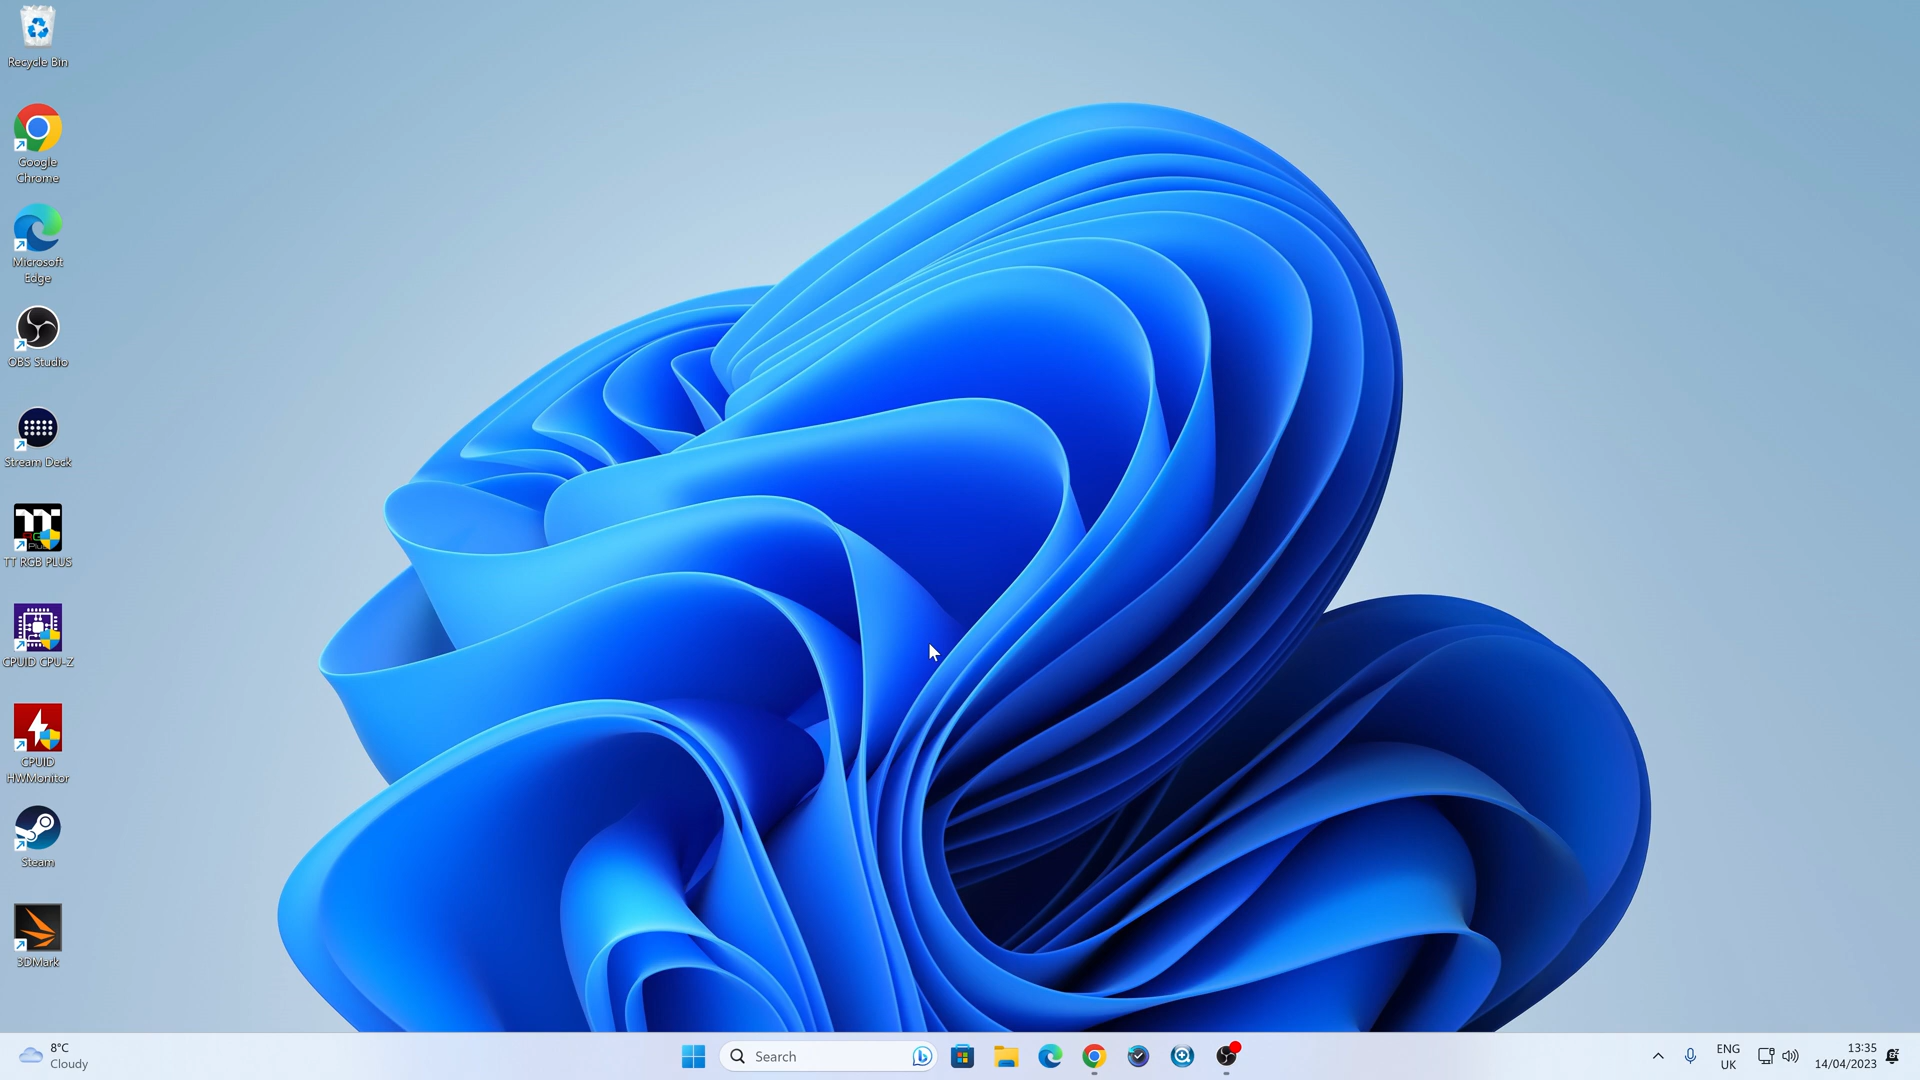 Recycle Bin
Google
Chrome
Microsoft
Edge
OBS Studio
Stream Deck
TT RGB PLUS
CPUID CPU-Z
CPUID
HWMonitor
Steam
3DMark
8°C
Cloudy
Search
ENG
UK
13:35
14/04/2023